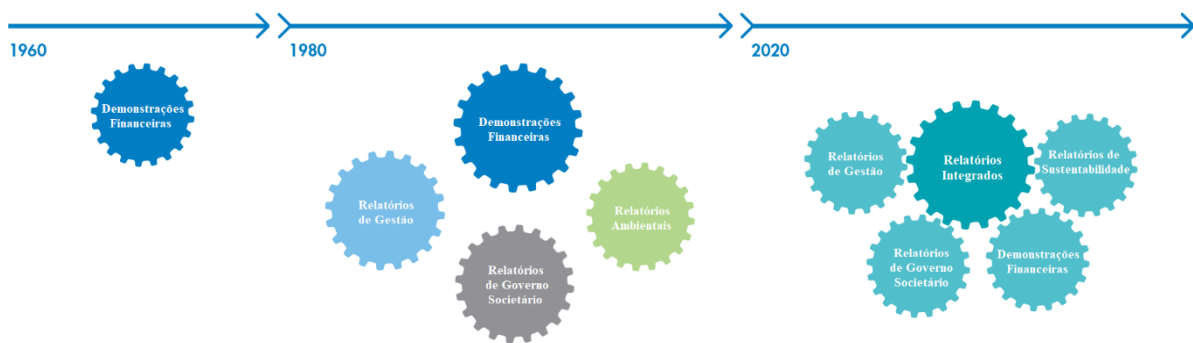 1960
1980
2020
Demonstrações
Financeiras
Demonstrações
Financeiras
Relatórios
de Gestão
Relatórios
Ambientais
Relatórios
de Governo
Societário
Relatórios
de Gestão
Relatórios
Integrados
Relatórios de
Sustentabilidade
Relatórios
de Governo
Societário
Demonstrações
Financeiras